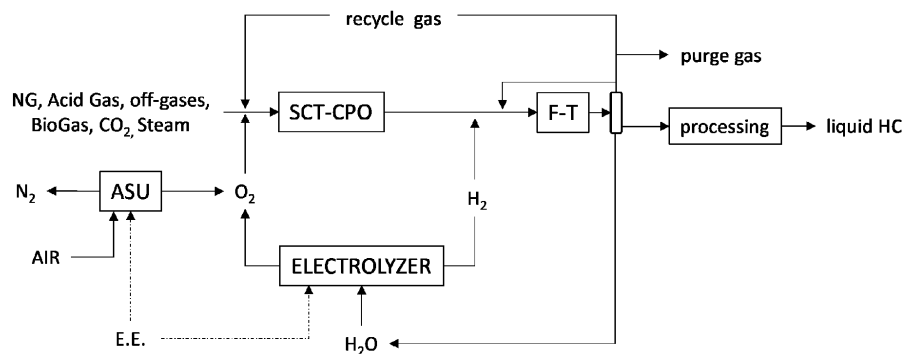 recycle gas
purge gas
NG, Acid Gas, off-gases,
BioGas, CO₂, Steam
SCT-CPO
F-T
processing
liquid HC
N₂
ASU
O₂
H₂
AIR
ELECTROLYZER
E.E.
H₂O